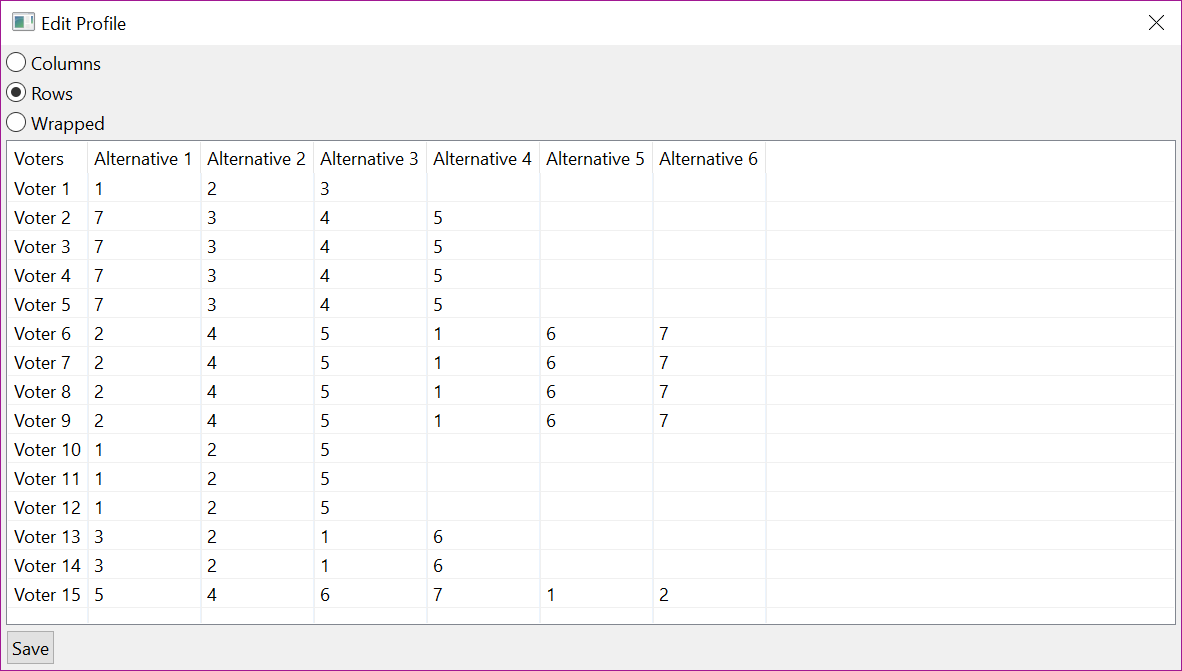 Edit Profile
Columns
Rows
Wrapped
Voters Alternative 1 Alternative 2 Alternative 3 Alternative 4 Alternative 5 Alternative 6
Voter 1 1 2 3
Voter 2 7 3 4 5
Voter 3 7 3 4 5
Voter 4 7 3 4 5
Voter 5 7 3 4 5
Voter 6 2 4 5 1 6 7
Voter 7 2 4 5 1 6 7
Voter 8 2 4 5 1 6 7
Voter 9 2 4 5 1 6 7
Voter 10 1 2 5
Voter 11 1 2 5
Voter 12 1 2 5
Voter 13 3 2 1 6
Voter 14 3 2 1 6
Voter 15 5 4 6 7 1 2
Save